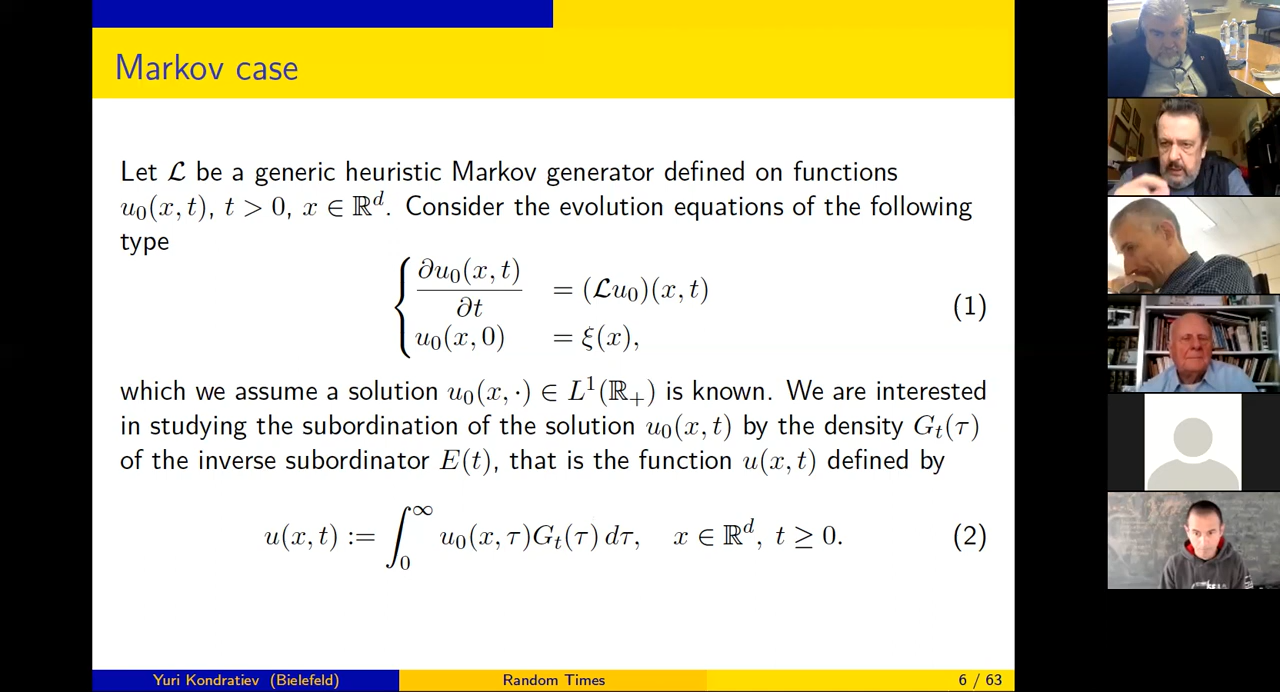 Markov case
Let ℒ be a generic heuristic Markov generator defined on functions
u₀(x, t), t > 0, x ∈ ℝᵈ. Consider the evolution equations of the following
type
{ ∂u₀(x, t)/∂t = (ℒu₀)(x, t)
u₀(x, 0) = ξ(x),
(1)
which we assume a solution u₀(x, ·) ∈ L¹(ℝ₊) is known. We are interested
in studying the subordination of the solution u₀(x, t) by the density Gₜ(τ)
of the inverse subordinator E(t), that is the function u(x, t) defined by
u(x, t) := ∫₀^∞ u₀(x, τ)Gₜ(τ) dτ, x ∈ ℝᵈ, t ≥ 0. (2)
Yuri Kondratiev (Bielefeld) Random Times 6 / 63